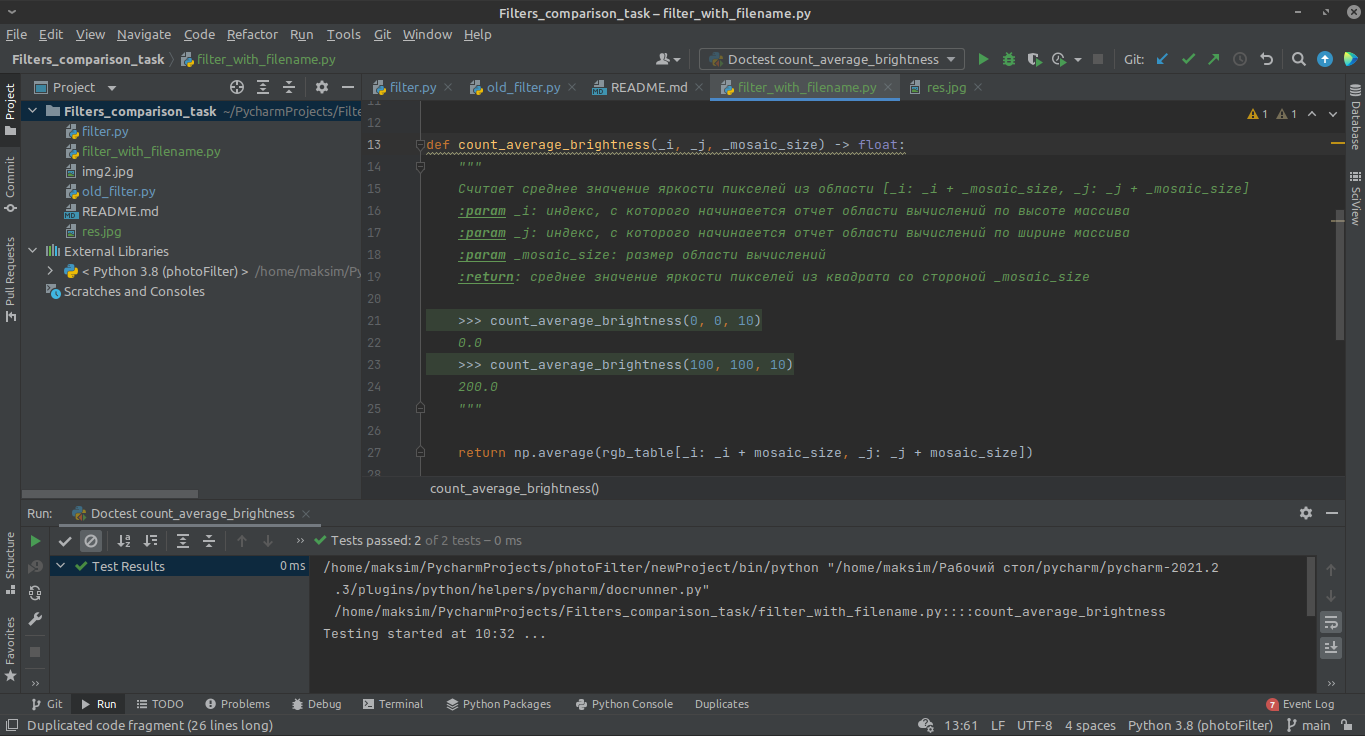 Filters_comparison_task – filter_with_filename.py
File Edit View Navigate Code Refactor Run Tools Git Window Help
Filters_comparison_task filter_with_filename.py Doctest count_average_brightness Git:
Project filter.py old_filter.py README.md filter_with_filename.py res.jpg
Filters_comparison_task ~/PycharmProjects/Filte
filter.py
filter_with_filename.py
img2.jpg
old_filter.py
README.md
res.jpg
External Libraries
< Python 3.8 (photoFilter) > /home/maksim/Py
Scratches and Consoles
Project
Commit
Pull Requests
Structure
Favorites
11
12
1 1
13 def count_average_brightness(_i, _j, _mosaic_size) -> float:
14 """
15 Считает среднее значение яркости пикселей из области [_i: _i + _mosaic_size, _j: _j + _mosaic_size]
16 :param _i: индекс, с которого начинаеется отчет области вычислений по высоте массива
17 :param _j: индекс, с которого начинаеется отчет области вычислений по ширине массива
18 :param _mosaic_size: размер области вычислений
19 :return: среднее значение яркости пикселей из квадрата со стороной _mosaic_size
20
21 >>> count_average_brightness(0, 0, 10)
22 0.0
23 >>> count_average_brightness(100, 100, 10)
24 200.0
25 """
26
27 return np.average(rgb_table[_i: _i + mosaic_size, _j: _j + mosaic_size])
28
count_average_brightness()
Database
SciView
Run: Doctest count_average_brightness
Tests passed: 2 of 2 tests – 0 ms
Test Results 0 ms
/home/maksim/PycharmProjects/photoFilter/newProject/bin/python "/home/maksim/Рабочий стол/pycharm/pycharm-2021.2
.3/plugins/python/helpers/pycharm/docrunner.py"
/home/maksim/PycharmProjects/Filters_comparison_task/filter_with_filename.py::::count_average_brightness
Testing started at 10:32 ...
Git Run TODO Problems Debug Terminal Python Packages Python Console Duplicates 7 Event Log
Duplicated code fragment (26 lines long) 13:61 LF UTF-8 4 spaces Python 3.8 (photoFilter) main